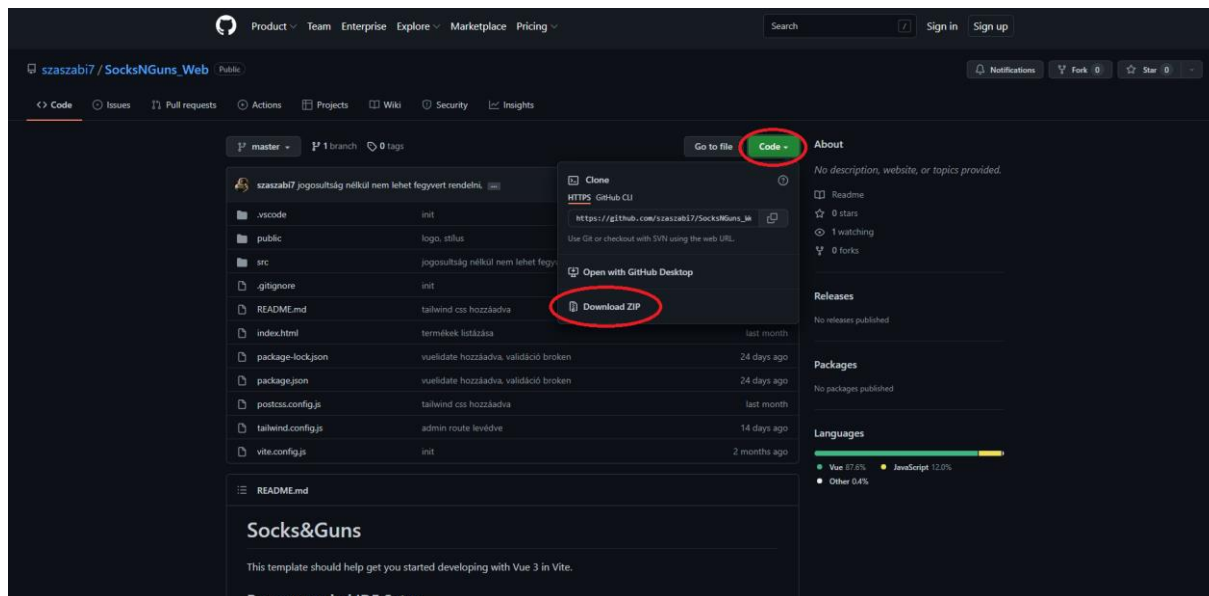 Product Team Enterprise Explore Marketplace Pricing Search / Sign in Sign up
szaszabi7 / SocksNGuns_Web Public Notifications Fork 0 Star 0
<> Code Issues Pull requests Actions Projects Wiki Security Insights
master 1 branch 0 tags Go to file Code
szaszabi7 jogosultság nélkül nem lehet fegyvert rendelni. ...
.vscode init
public logo, stílus
src jogosultság nélkül nem lehet
.gitignore init
README.md tailwind css hozzáadva
index.html termékek listázása last month
package-lock.json vuelidate hozzáadva, validáció broken 24 days ago
package.json vuelidate hozzáadva, validáció broken 24 days ago
postcss.config.js tailwind css hozzáadva last month
tailwind.config.js admin route levédve 14 days ago
vite.config.js init 2 months ago
Clone
HTTPS GitHub CLI
https://github.com/szaszabi7/SocksNGuns_W
Use Git or checkout with SVN using the web URL.
Open with GitHub Desktop
Download ZIP
README.md
Socks&Guns
This template should help get you started developing with Vue 3 in Vite.
About
No description, website, or topics provided.
Readme
0 stars
1 watching
0 forks
Releases
No releases published
Packages
No packages published
Languages
Vue 87.6% JavaScript 12.0%
Other 0.4%